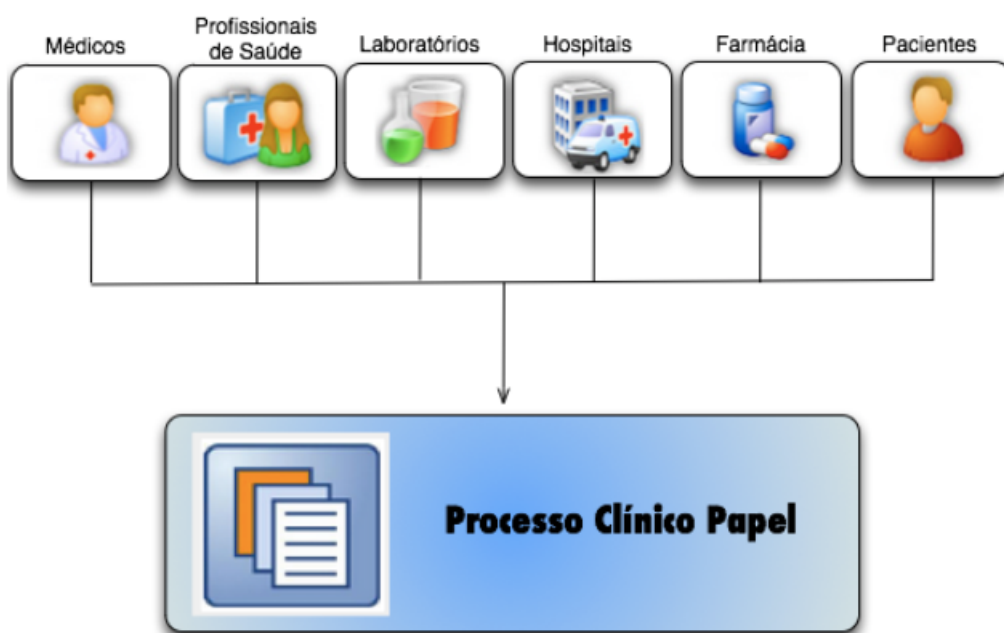 Médicos
Profissionais
de Saúde
Laboratórios
Hospitais
Farmácia
Pacientes
Processo Clínico Papel